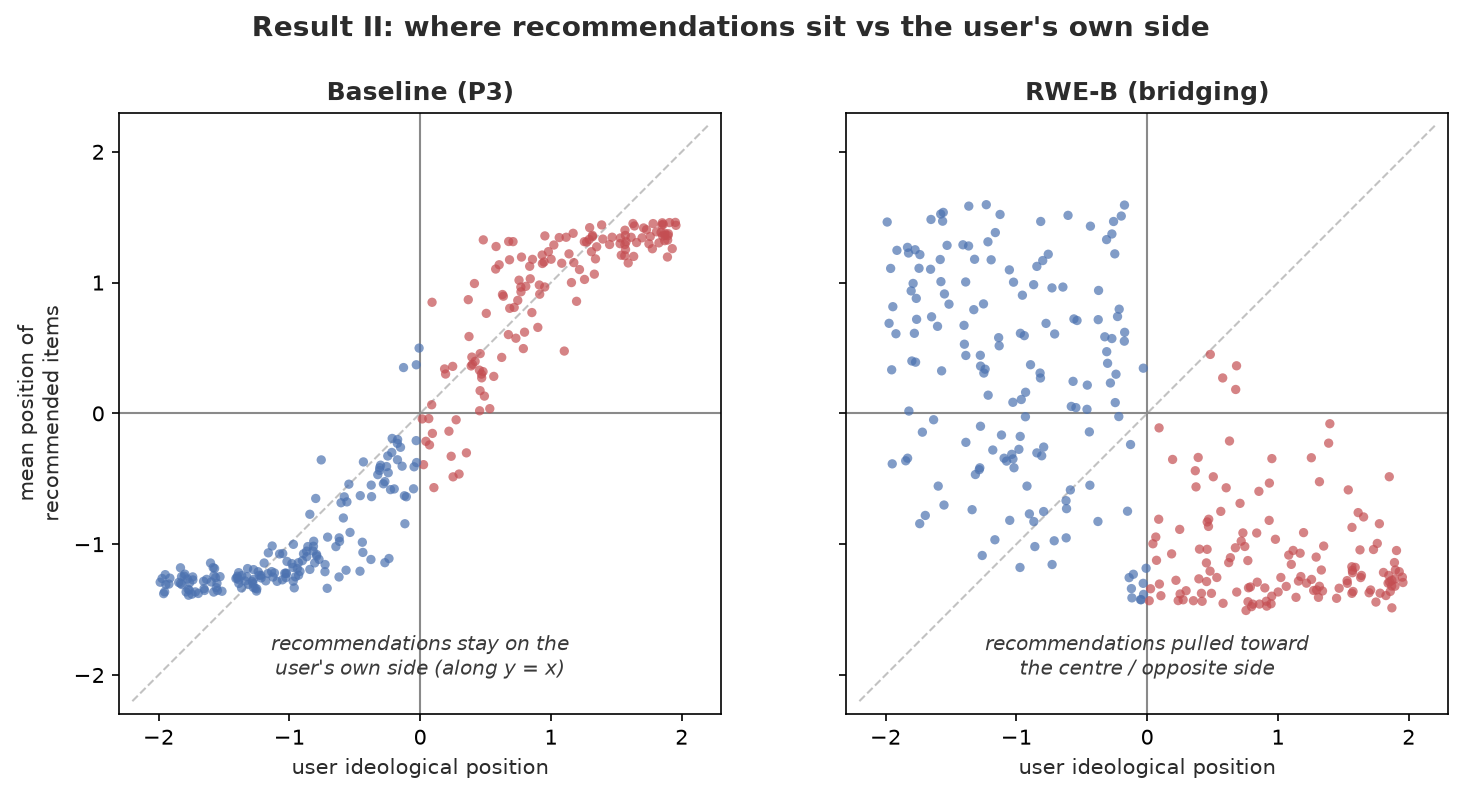 Result II: where recommendations sit vs the user's own side
Baseline (P3)
mean position of
recommended items
2
1
0
−1
−2
recommendations stay on the
user's own side (along y = x)
−2
−1
0
1
2
user ideological position
RWE-B (bridging)
recommendations pulled toward
the centre / opposite side
−2
−1
0
1
2
user ideological position